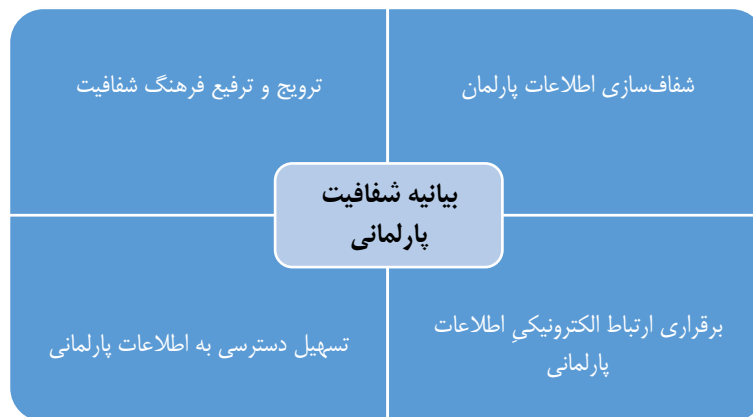 شفاف‌سازی اطلاعات پارلمان
ترویج و ترفیع فرهنگ شفافیت
بیانیه شفافیت
پارلمانی
برقراری ارتباط الکترونیکیِ اطلاعات
پارلمانی
تسهیل دسترسی به اطلاعات پارلمانی